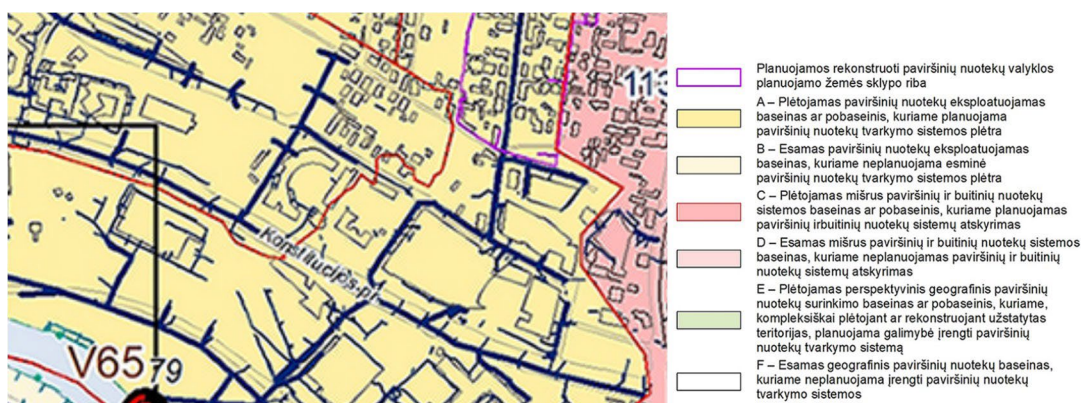 113
Konstitucijos pr.
V65 79
Planuojamos rekonstruoti paviršinių nuotekų valyklos
planuojamo žemės sklypo riba
A – Plėtojamas paviršinių nuotekų eksploatuojamas
baseinas ar pobaseinis, kuriame planuojama
paviršinių nuotekų tvarkymo sistemos plėtra
B – Esamas paviršinių nuotekų eksploatuojamas
baseinas, kuriame neplanuojama esminė
paviršinių nuotekų tvarkymo sistemos plėtra
C – Plėtojamas mišrus paviršinių ir buitinių nuotekų
sistemos baseinas ar pobaseinis, kuriame planuojamas
paviršinių irbuitinių nuotekų sistemų atskyrimas
D – Esamas mišrus paviršinių ir buitinių nuotekų sistemos
baseinas, kuriame neplanuojamas paviršinių ir buitinių
nuotekų sistemų atskyrimas
E – Plėtojamas perspektyvinis geografinis paviršinių
nuotekų surinkimo baseinas ar pobaseinis, kuriame,
kompleksiškai plėtojant ar rekonstruojant užstatytas
teritorijas, planuojama galimybė įrengti paviršinių
nuotekų tvarkymo sistemą
F – Esamas geografinis paviršinių nuotekų baseinas,
kuriame neplanuojama įrengti paviršinių nuotekų
tvarkymo sistemos